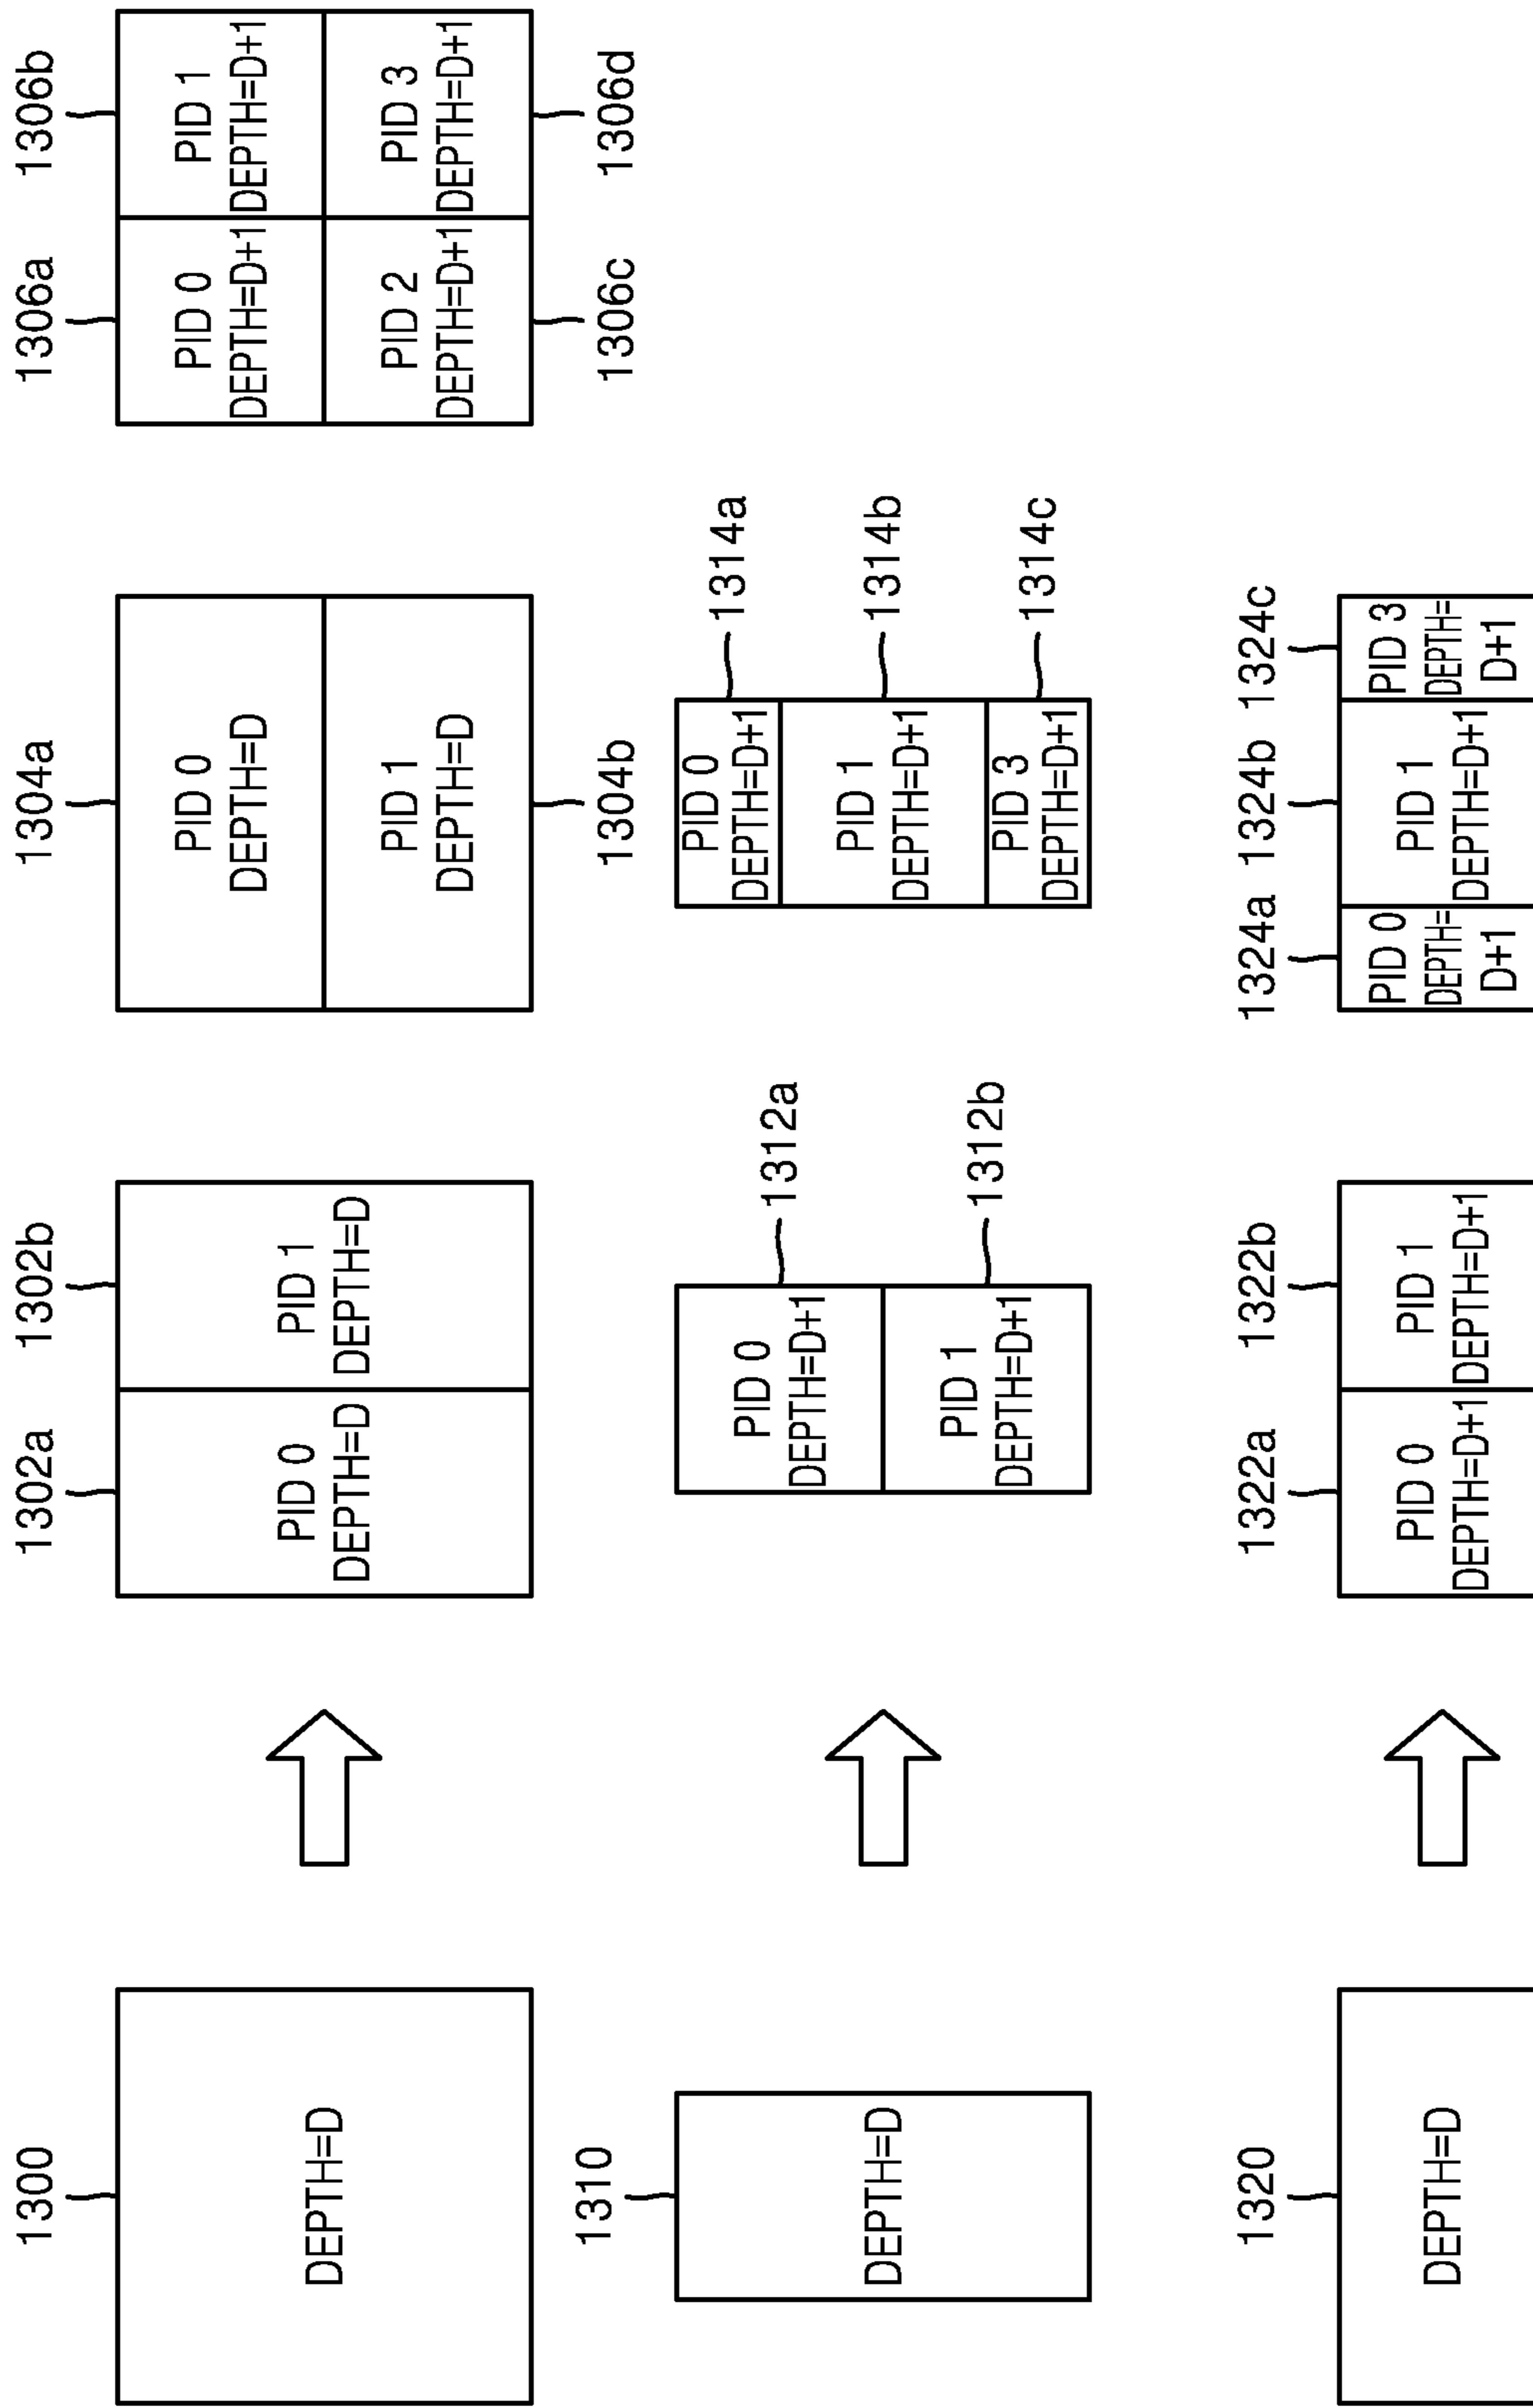 1300
DEPTH=D
1302a
1302b
PID 0
DEPTH=D
PID 1
DEPTH=D
1304a
PID 0
DEPTH=D
PID 1
DEPTH=D
1304b
1306a
1306b
PID 0
DEPTH=D+1
PID 1
DEPTH=D+1
PID 2
DEPTH=D+1
PID 3
DEPTH=D+1
1306c
1306d
1310
DEPTH=D
PID 0
DEPTH=D+1
1312a
PID 1
DEPTH=D+1
1312b
PID 0
DEPTH=D+1
1314a
PID 1
DEPTH=D+1
1314b
PID 3
DEPTH=D+1
1314c
1320
DEPTH=D
1322a
1322b
PID 0
DEPTH=D+1
PID 1
DEPTH=D+1
1324a
1324b
1324c
PID 0
DEPTH=
D+1
PID 1
DEPTH=D+1
PID 3
DEPTH=
D+1